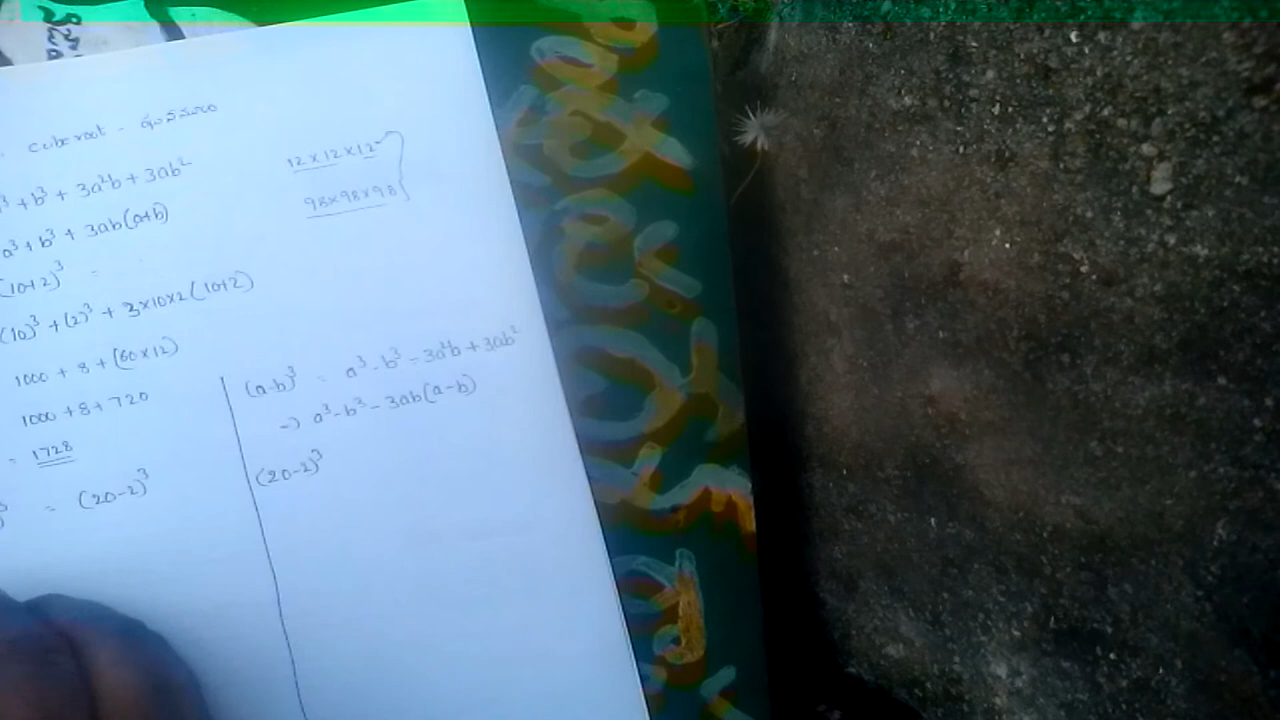 cube root - ఘనమూలం
³ + b³ + 3a²b + 3ab²
12×12×12
a³ + b³ + 3ab(a+b)
98×98×98
(10+2)³ =
(10)³ + (2)³ + 3×10×2(10+2)
1000 + 8 + (60×12)
1000 + 8 + 720
= 1728
)³ = (20-2)³
(a-b)³ = a³-b³-3a²b+3ab²
→ a³-b³-3ab(a-b)
(20-2)³